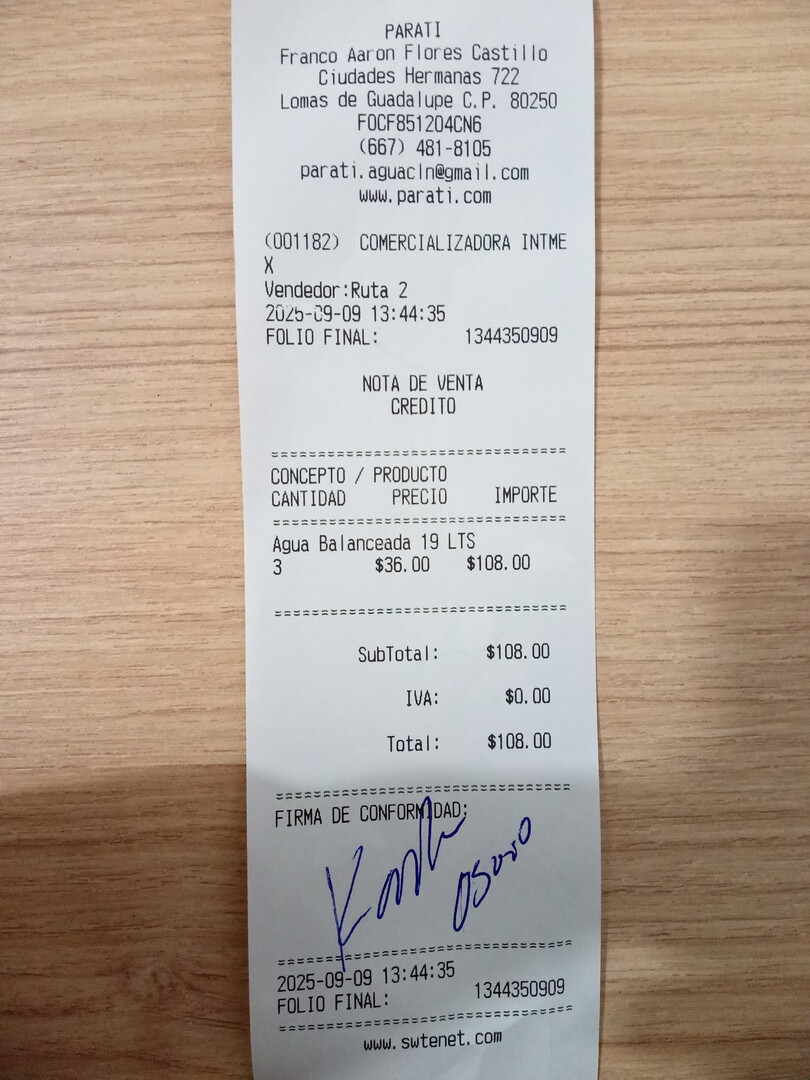 PARATI
Franco Aaron Flores Castillo
Ciudades Hermanas 722
Lomas de Guadalupe C.P. 80250
FOCF851204CN6
(667) 481-8105
parati.aguacln@gmail.com
www.parati.com
(001182) COMERCIALIZADORA INTME
X
Vendedor:Ruta 2
2025-09-09 13:44:35
FOLIO FINAL: 1344350909
NOTA DE VENTA
CREDITO
==============================
CONCEPTO / PRODUCTO
CANTIDAD PRECIO IMPORTE
==============================
Agua Balanceada 19 LTS
3 $36.00 $108.00
==============================
SubTotal: $108.00
IVA: $0.00
Total: $108.00
==============================
FIRMA DE CONFORMIDAD:
==============================
2025-09-09 13:44:35
FOLIO FINAL: 1344350909
==============================
www.swtenet.com